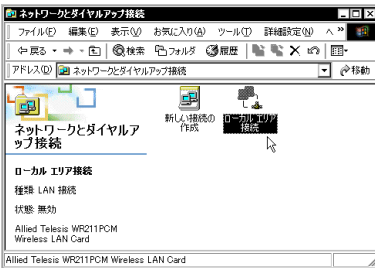 ネットワークとダイヤルアップ接続
ファイル(F) 編集(E) 表示(V) お気に入り(A) ツール(T) 詳細設定(N) ヘ »
戻る 検索 フォルダ 履歴
アドレス(D) ネットワークとダイヤルアップ接続 移動
ネットワークとダイヤルア
ップ接続
ローカル エリア接続
種類: LAN 接続
状態: 無効
Allied Telesis WR211PCM
Wireless LAN Card
新しい接続の
作成
ローカル エリア
接続
Allied Telesis WR211PCM Wireless LAN Card